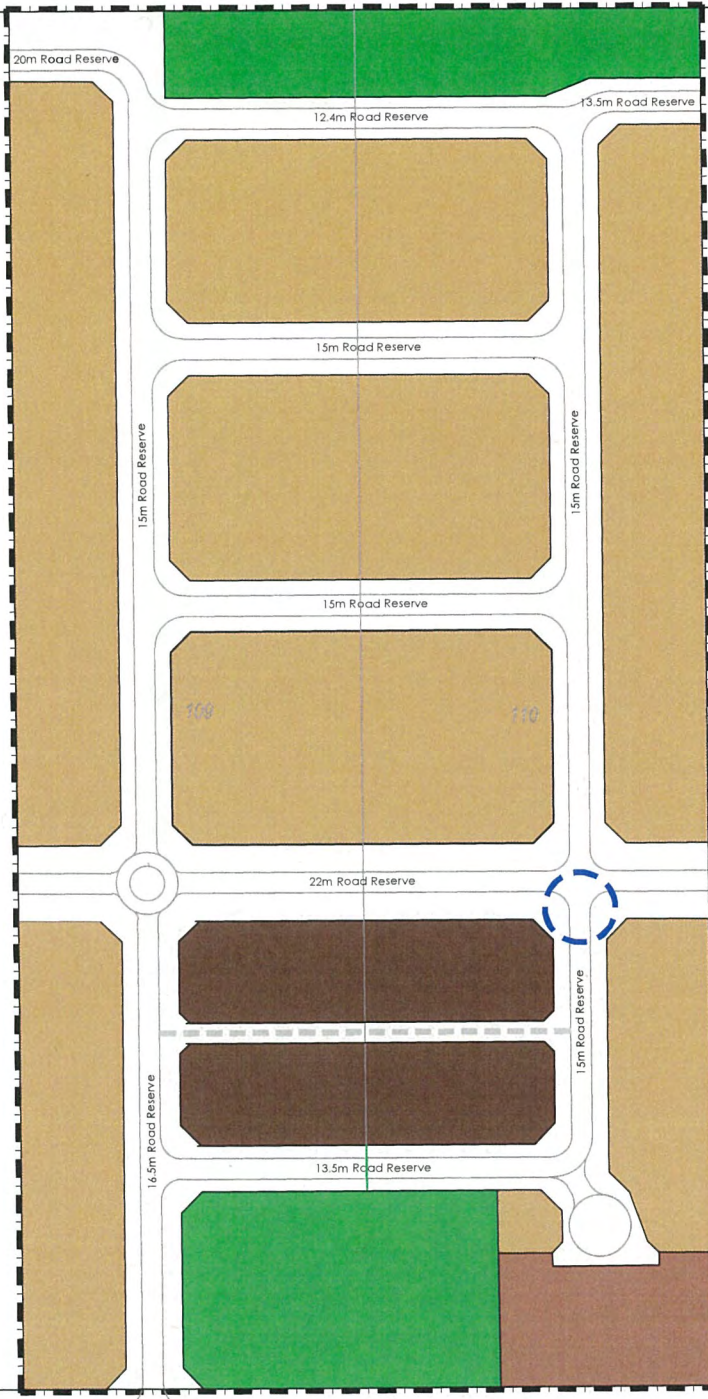 20m Road Reserve
13.5m Road Reserve
12.4m Road Reserve
15m Road Reserve
15m Road Reserve
15m Road Reserve
15m Road Reserve
109
110
22m Road Reserve
15m Road Reserve
16.5m Road Reserve
13.5m Road Reserve